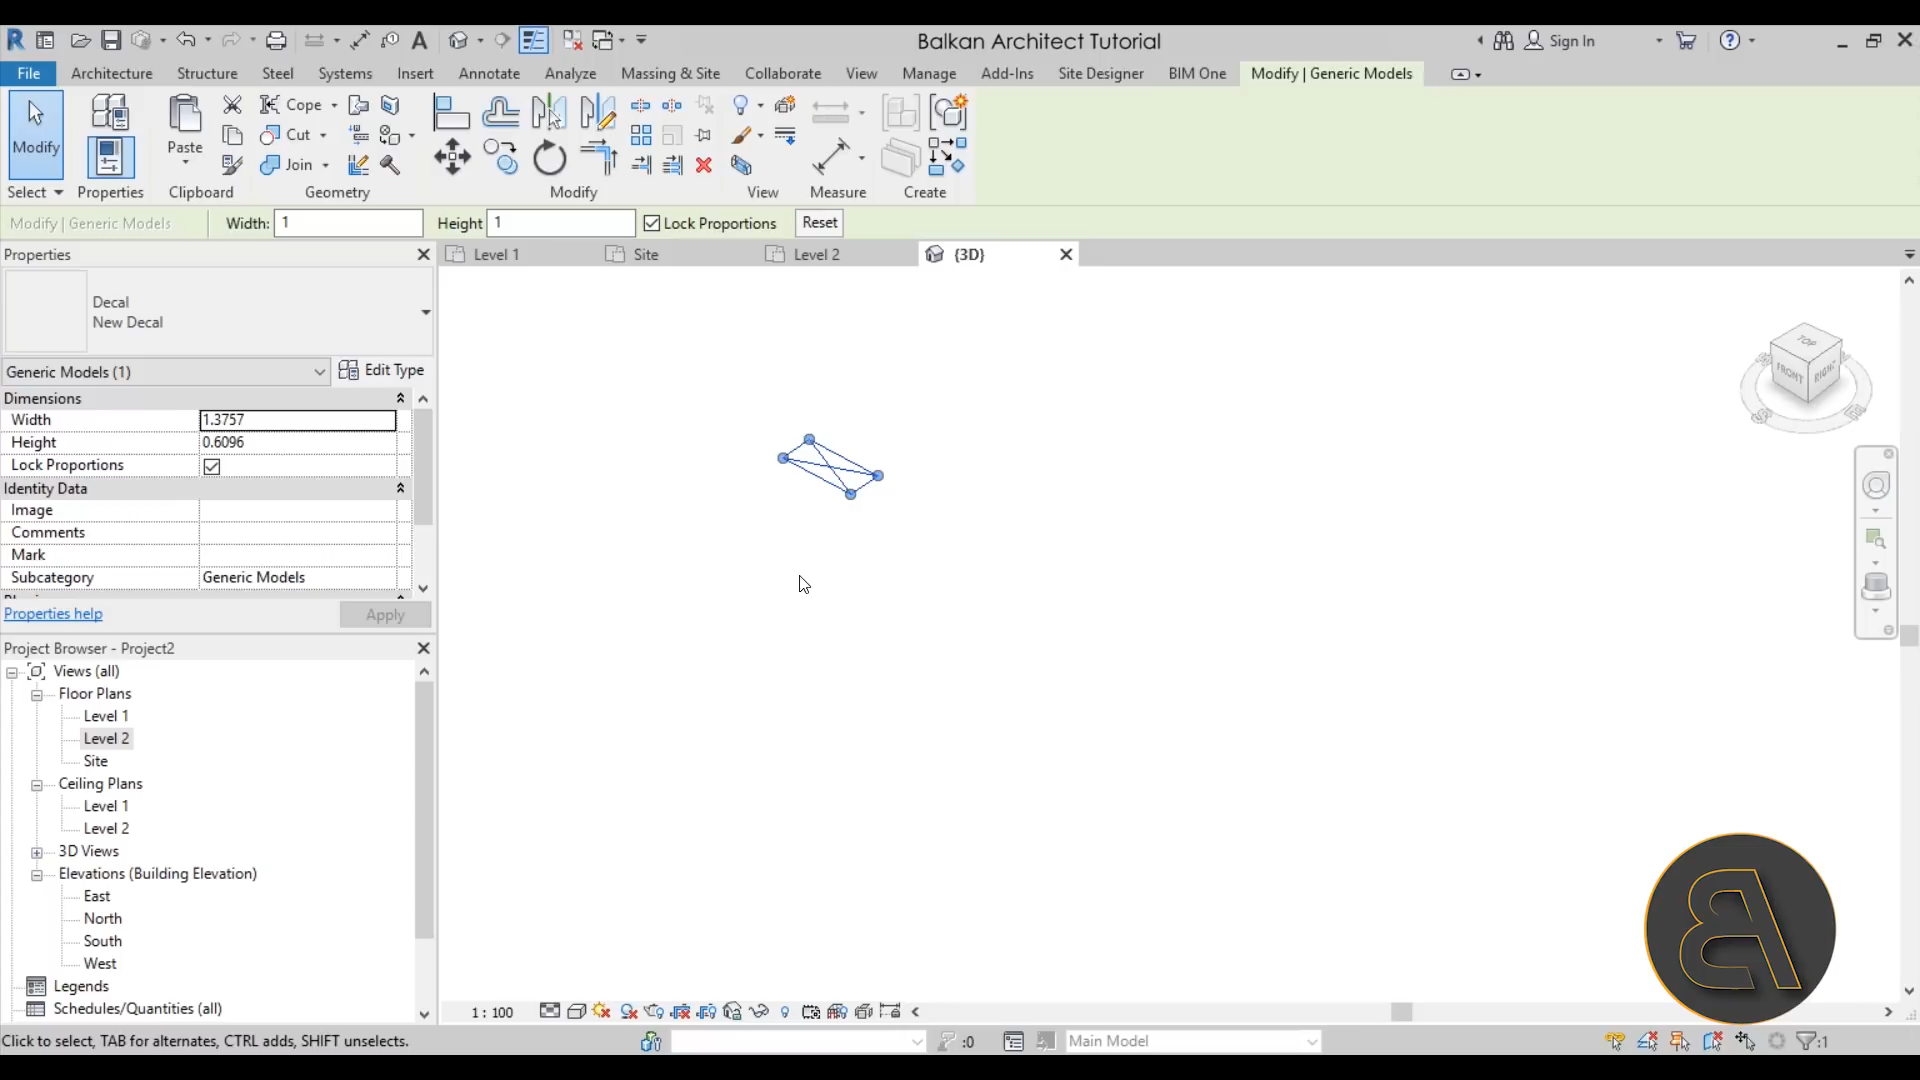 Balkan Architect Tutorial
Sign In
File Architecture Structure Steel Systems Insert Annotate Analyze Massing & Site Collaborate View Manage Add-Ins Site Designer BIM One Modify | Generic Models
Modify
Paste
Cope
Cut
Join
Select Properties Clipboard Geometry Modify View Measure Create
Modify | Generic Models Width: 1 Height 1 Lock Proportions Reset
Properties
Level 1 Site Level 2 {3D}
Decal
New Decal
Generic Models (1) Edit Type
Dimensions
Width 1.3757
Height 0.6096
Lock Proportions
Identity Data
Image
Comments
Mark
Subcategory Generic Models
Properties help Apply
TOP
FRONT RIGHT
Project Browser - Project2
Views (all)
Floor Plans
Level 1
Level 2
Site
Ceiling Plans
Level 1
Level 2
3D Views
Elevations (Building Elevation)
East
North
South
West
Legends
Schedules/Quantities (all)
1 : 100
Click to select, TAB for alternates, CTRL adds, SHIFT unselects.
:0
Main Model
:1